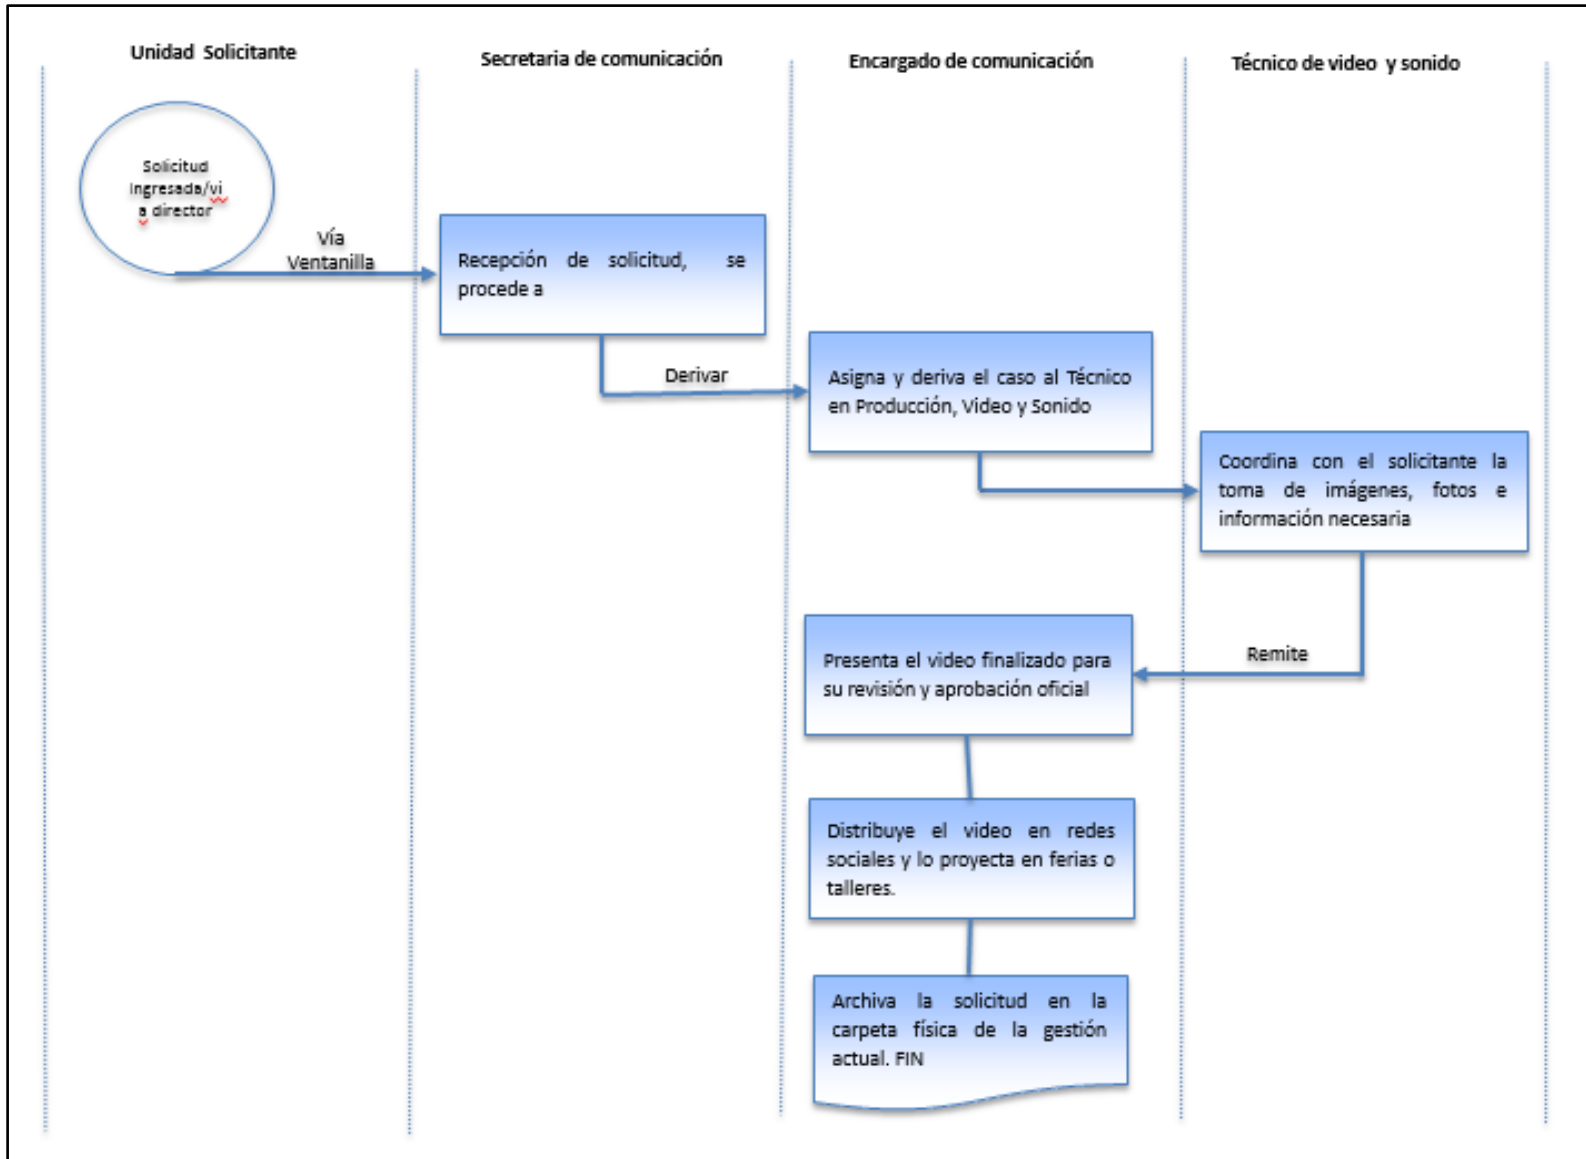 Unidad Solicitante
Secretaria de comunicación
Encargado de comunicación
Técnico de video y sonido
Solicitud
Ingresada/vi
a director
Vía
Ventanilla
Recepción de solicitud, se
procede a
Derivar
Asigna y deriva el caso al Técnico
en Producción, Video y Sonido
Coordina con el solicitante la
toma de imágenes, fotos e
información necesaria
Remite
Presenta el video finalizado para
su revisión y aprobación oficial
Distribuye el video en redes
sociales y lo proyecta en ferias o
talleres.
Archiva la solicitud en la
carpeta física de la gestión
actual. FIN